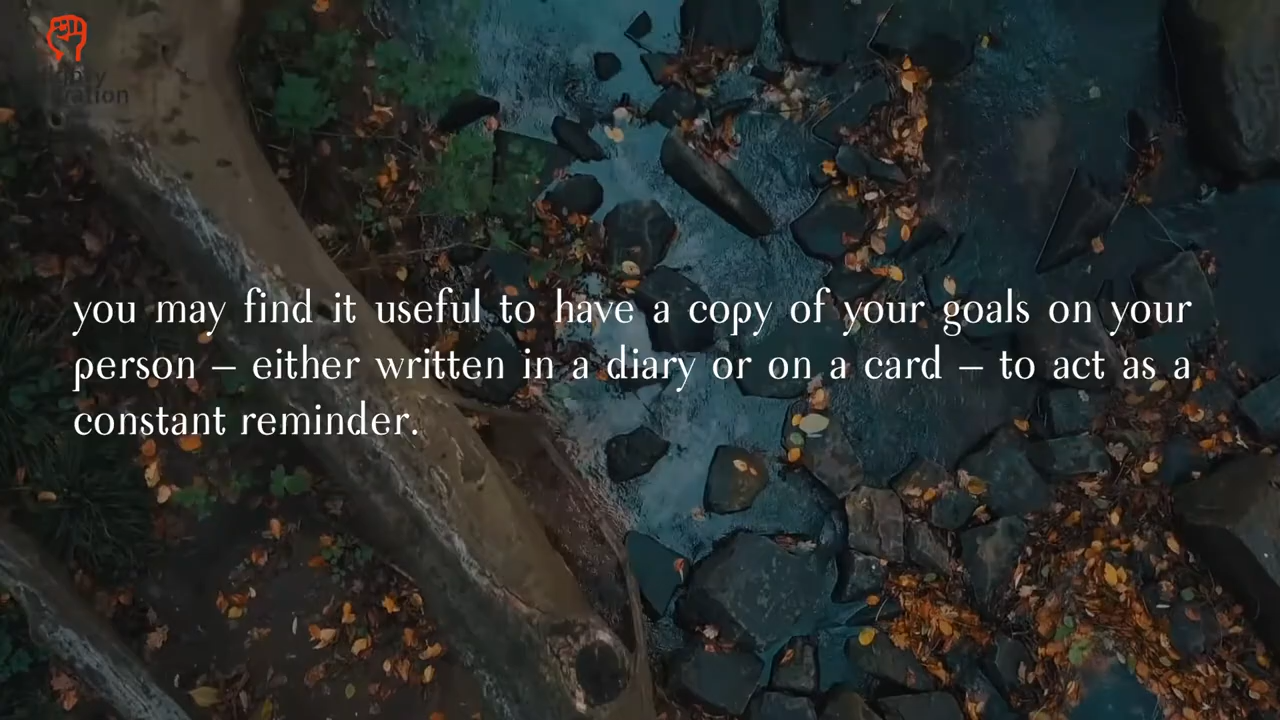 you may find it useful to have a copy of your goals on your
person – either written in a diary or on a card – to act as a
constant reminder.